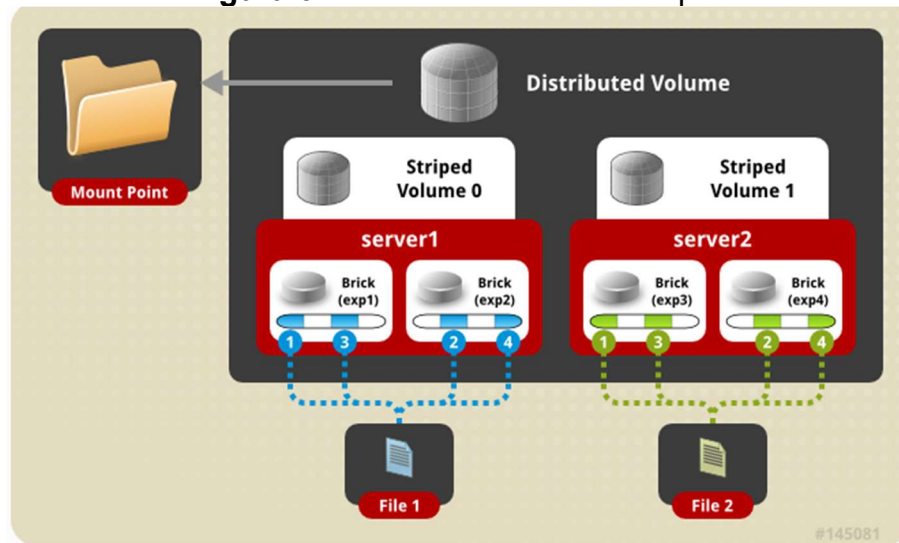 Distributed Volume
Mount Point
Striped
Volume 0
Striped
Volume 1
server1
server2
Brick
(exp1)
Brick
(exp2)
Brick
(exp3)
Brick
(exp4)
1
3
2
4
1
3
2
4
File 1
File 2
#145081